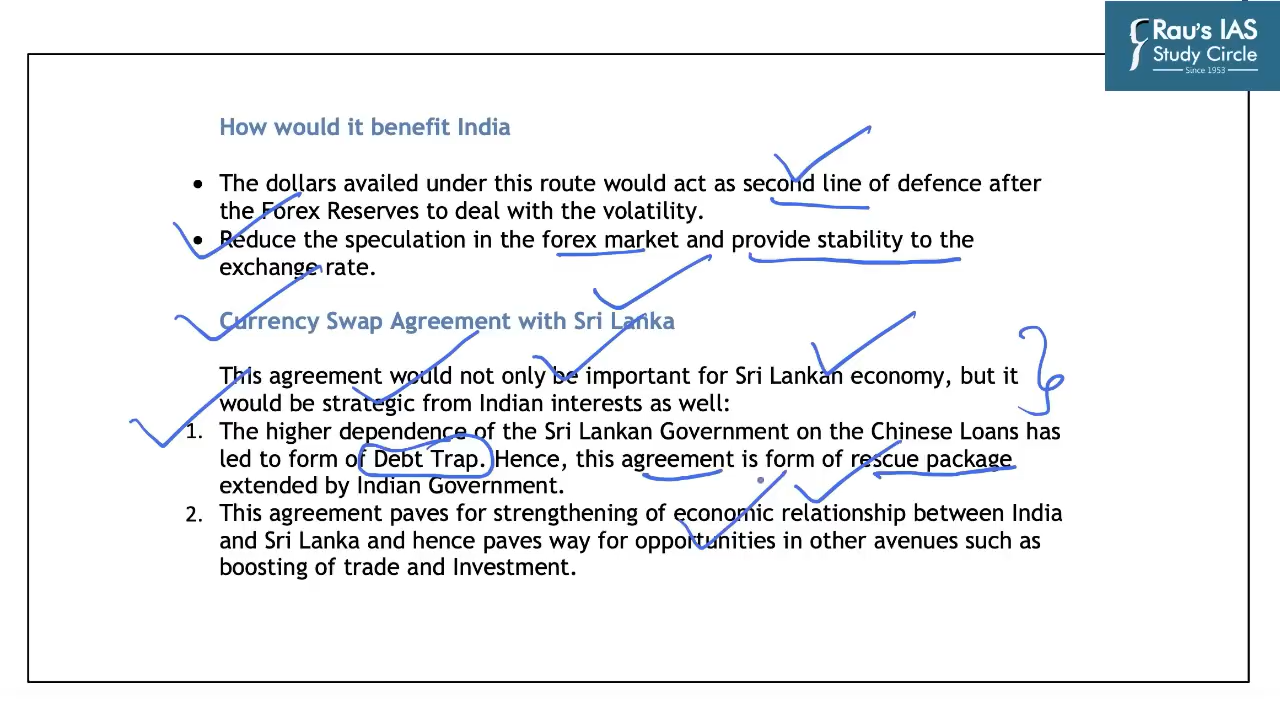 Rau's IAS
Study Circle
Since 1953
How would it benefit India
• The dollars availed under this route would act as second line of defence after
the Forex Reserves to deal with the volatility.
• Reduce the speculation in the forex market and provide stability to the
exchange rate.
Currency Swap Agreement with Sri Lanka
This agreement would not only be important for Sri Lankan economy, but it
would be strategic from Indian interests as well:
1. The higher dependence of the Sri Lankan Government on the Chinese Loans has
led to form of Debt Trap. Hence, this agreement is form of rescue package
extended by Indian Government.
2. This agreement paves for strengthening of economic relationship between India
and Sri Lanka and hence paves way for opportunities in other avenues such as
boosting of trade and Investment.